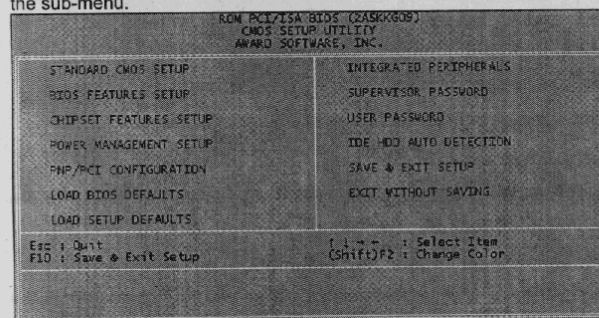 the sub-menu.
ROM PCI/ISA BIOS (2A5KKG09)
CMOS SETUP UTILITY
AWARD SOFTWARE, INC.
STANDARD CMOS SETUP
BIOS FEATURES SETUP
CHIPSET FEATURES SETUP
POWER MANAGEMENT SETUP
PNP/PCI CONFIGURATION
LOAD BIOS DEFAULTS
LOAD SETUP DEFAULTS
INTEGRATED PERIPHERALS
SUPERVISOR PASSWORD
USER PASSWORD
IDE HDD AUTO DETECTION
SAVE & EXIT SETUP
EXIT WITHOUT SAVING
Esc : Quit
F10 : Save & Exit Setup
↑ ↓ → ← : Select Item
(Shift)F2 : Change Color